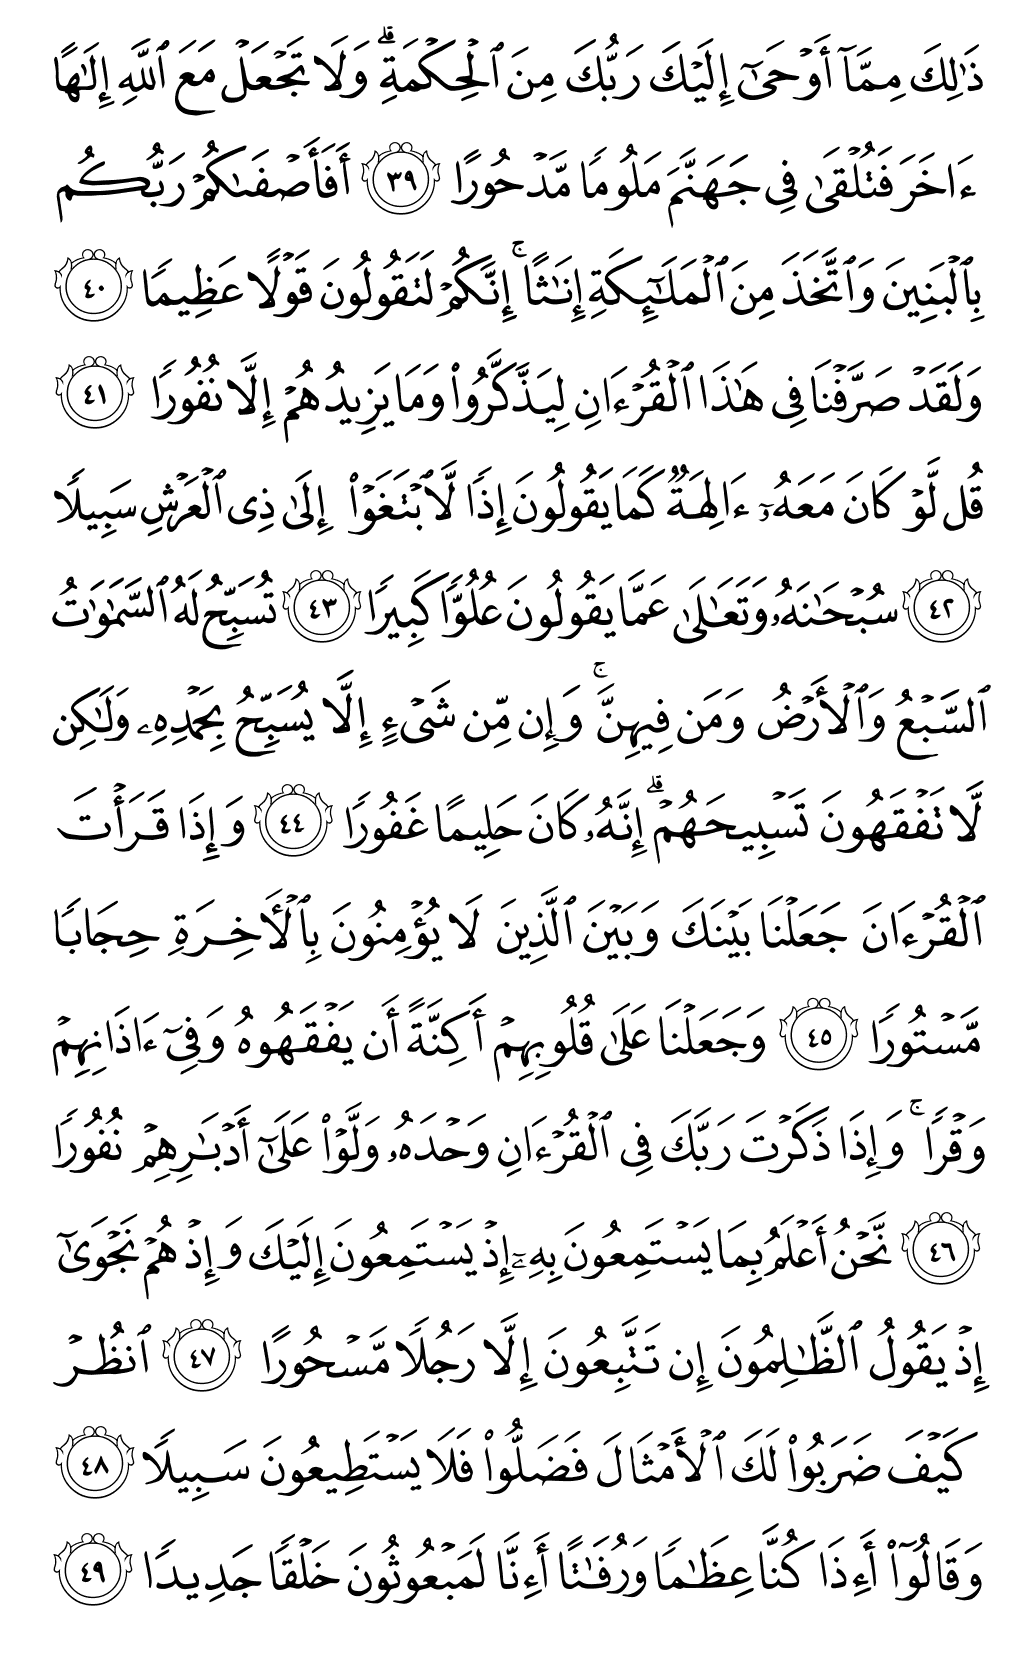 ذَٰلِكَ مِمَّآ أَوْحَىٰٓ إِلَيْكَ رَبُّكَ مِنَ ٱلْحِكْمَةِ ۗ وَلَا تَجْعَلْ مَعَ ٱللَّهِ إِلَٰهًا
ءَاخَرَ فَتُلْقَىٰ فِى جَهَنَّمَ مَلُومًا مَّدْحُورًا ٣٩ أَفَأَصْفَىٰكُمْ رَبُّكُم
بِٱلْبَنِينَ وَٱتَّخَذَ مِنَ ٱلْمَلَٰٓئِكَةِ إِنَٰثًا ۚ إِنَّكُمْ لَتَقُولُونَ قَوْلًا عَظِيمًا ٤٠
وَلَقَدْ صَرَّفْنَا فِى هَٰذَا ٱلْقُرْءَانِ لِيَذَّكَّرُوا۟ وَمَا يَزِيدُهُمْ إِلَّا نُفُورًا ٤١
قُل لَّوْ كَانَ مَعَهُۥٓ ءَالِهَةٌ كَمَا يَقُولُونَ إِذًا لَّٱبْتَغَوْا۟ إِلَىٰ ذِى ٱلْعَرْشِ سَبِيلًا
٤٢ سُبْحَٰنَهُۥ وَتَعَٰلَىٰ عَمَّا يَقُولُونَ عُلُوًّا كَبِيرًا ٤٣ تُسَبِّحُ لَهُ ٱلسَّمَٰوَٰتُ
ٱلسَّبْعُ وَٱلْأَرْضُ وَمَن فِيهِنَّ ۚ وَإِن مِّن شَىْءٍ إِلَّا يُسَبِّحُ بِحَمْدِهِۦ وَلَٰكِن
لَّا تَفْقَهُونَ تَسْبِيحَهُمْ ۗ إِنَّهُۥ كَانَ حَلِيمًا غَفُورًا ٤٤ وَإِذَا قَرَأْتَ
ٱلْقُرْءَانَ جَعَلْنَا بَيْنَكَ وَبَيْنَ ٱلَّذِينَ لَا يُؤْمِنُونَ بِٱلْءَاخِرَةِ حِجَابًا
مَّسْتُورًا ٤٥ وَجَعَلْنَا عَلَىٰ قُلُوبِهِمْ أَكِنَّةً أَن يَفْقَهُوهُ وَفِىٓ ءَاذَانِهِمْ
وَقْرًا ۚ وَإِذَا ذَكَرْتَ رَبَّكَ فِى ٱلْقُرْءَانِ وَحْدَهُۥ وَلَّوْا۟ عَلَىٰٓ أَدْبَٰرِهِمْ نُفُورًا
٤٦ نَّحْنُ أَعْلَمُ بِمَا يَسْتَمِعُونَ بِهِۦٓ إِذْ يَسْتَمِعُونَ إِلَيْكَ وَإِذْ هُمْ نَجْوَىٰٓ
إِذْ يَقُولُ ٱلظَّٰلِمُونَ إِن تَتَّبِعُونَ إِلَّا رَجُلًا مَّسْحُورًا ٤٧ ٱنظُرْ
كَيْفَ ضَرَبُوا۟ لَكَ ٱلْأَمْثَالَ فَضَلُّوا۟ فَلَا يَسْتَطِيعُونَ سَبِيلًا ٤٨
وَقَالُوٓا۟ أَءِذَا كُنَّا عِظَٰمًا وَرُفَٰتًا أَءِنَّا لَمَبْعُوثُونَ خَلْقًا جَدِيدًا ٤٩